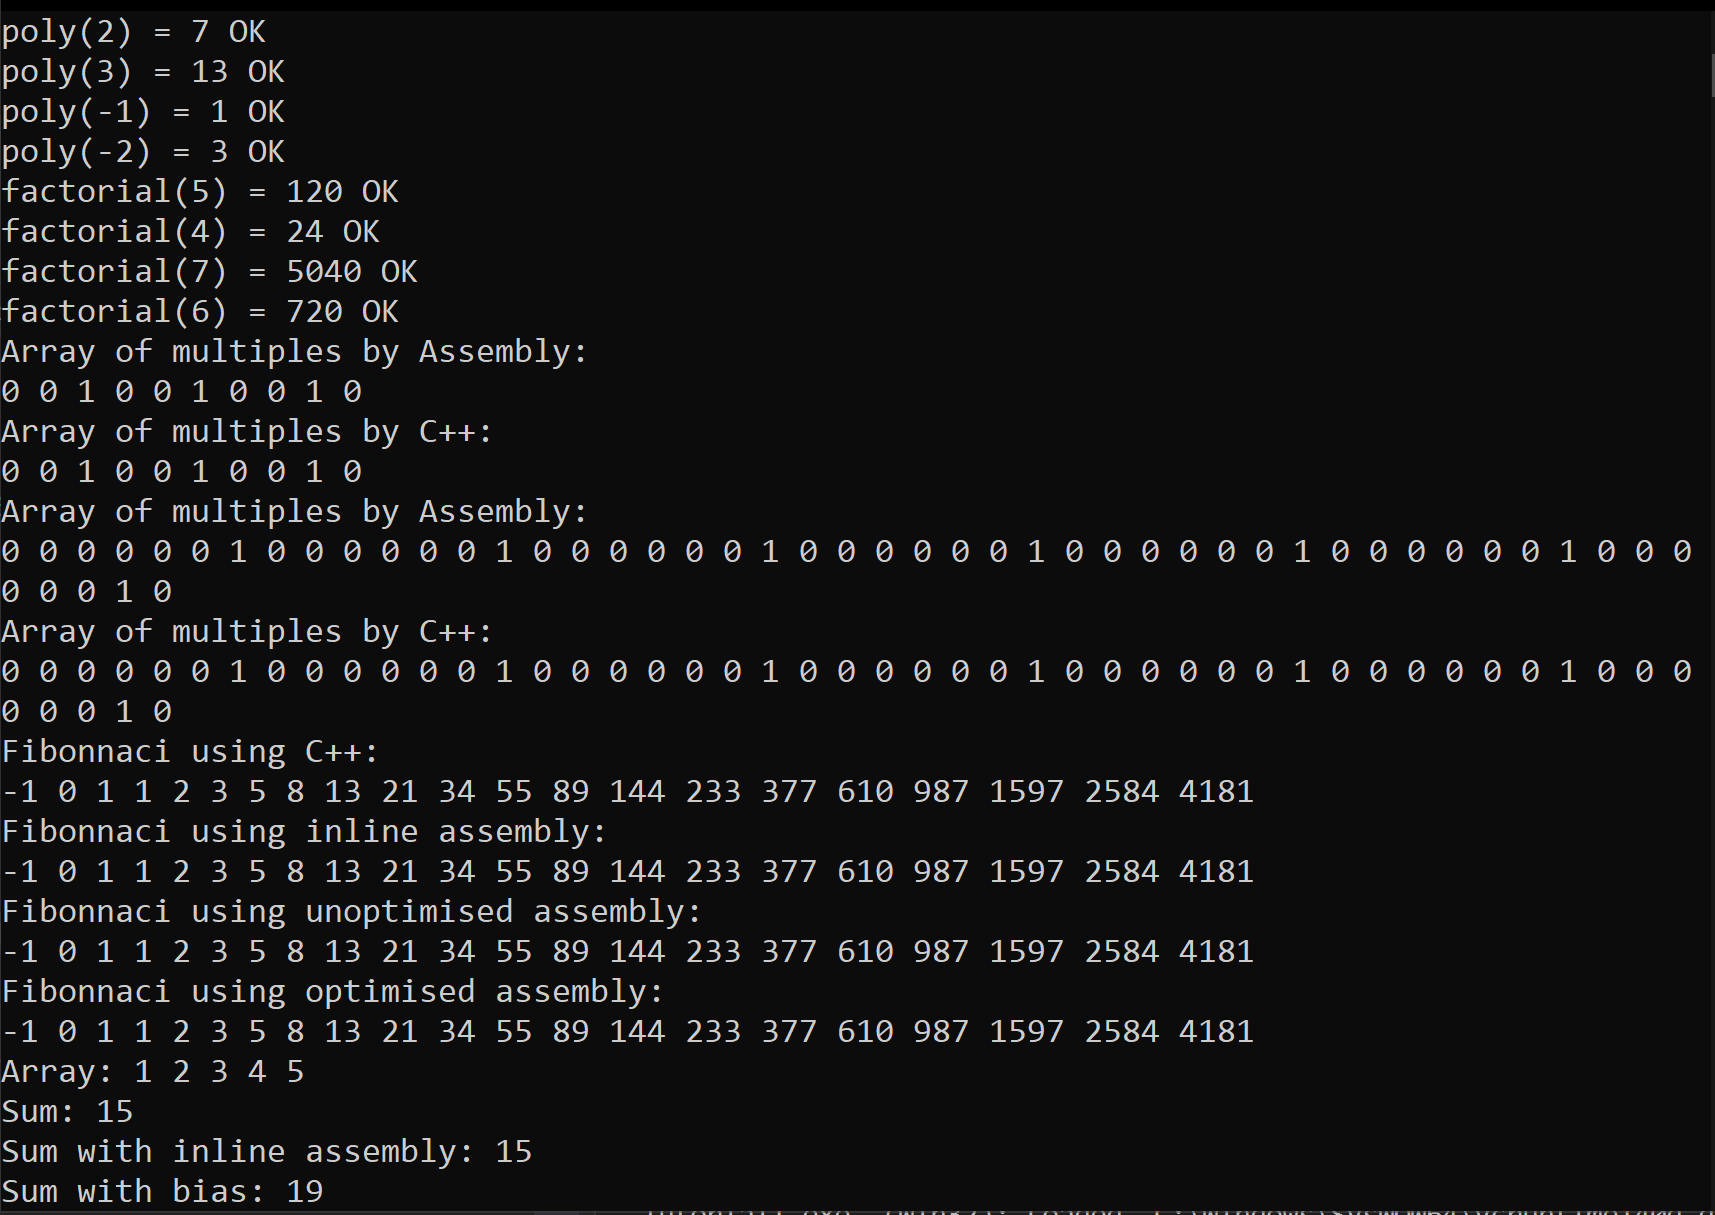 poly(2) = 7 OK
poly(3) = 13 OK
poly(-1) = 1 OK
poly(-2) = 3 OK
factorial(5) = 120 OK
factorial(4) = 24 OK
factorial(7) = 5040 OK
factorial(6) = 720 OK
Array of multiples by Assembly:
0 0 1 0 0 1 0 0 1 0
Array of multiples by C++:
0 0 1 0 0 1 0 0 1 0
Array of multiples by Assembly:
0 0 0 0 0 0 1 0 0 0 0 0 0 1 0 0 0 0 0 0 1 0 0 0 0 0 0 1 0 0 0 0 0 0 1 0 0 0 0 0 0 1 0 0 0
0 0 0 1 0
Array of multiples by C++:
0 0 0 0 0 0 1 0 0 0 0 0 0 1 0 0 0 0 0 0 1 0 0 0 0 0 0 1 0 0 0 0 0 0 1 0 0 0 0 0 0 1 0 0 0
0 0 0 1 0
Fibonnaci using C++:
-1 0 1 1 2 3 5 8 13 21 34 55 89 144 233 377 610 987 1597 2584 4181
Fibonnaci using inline assembly:
-1 0 1 1 2 3 5 8 13 21 34 55 89 144 233 377 610 987 1597 2584 4181
Fibonnaci using unoptimised assembly:
-1 0 1 1 2 3 5 8 13 21 34 55 89 144 233 377 610 987 1597 2584 4181
Fibonnaci using optimised assembly:
-1 0 1 1 2 3 5 8 13 21 34 55 89 144 233 377 610 987 1597 2584 4181
Array: 1 2 3 4 5
Sum: 15
Sum with inline assembly: 15
Sum with bias: 19